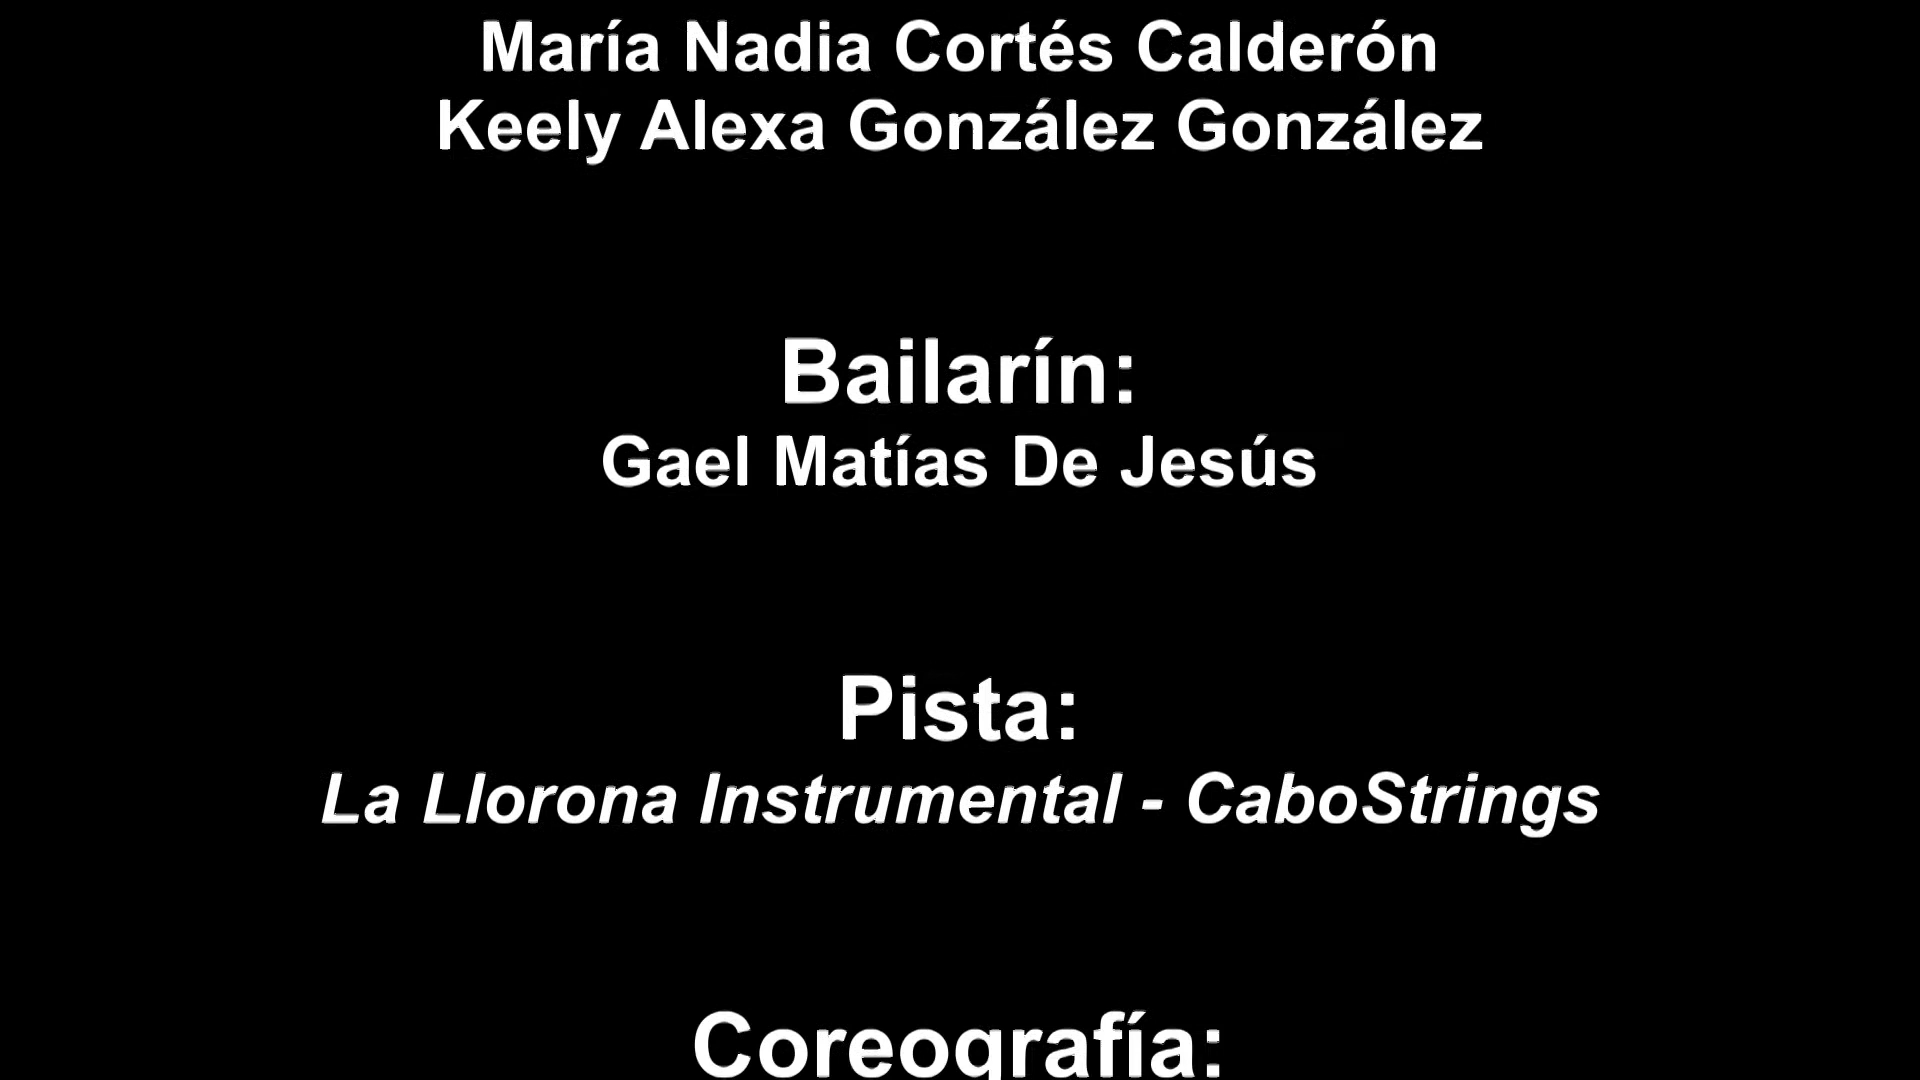 María Nadia Cortés Calderón
Keely Alexa González González
Bailarín:
Gael Matías De Jesús
Pista:
La Llorona Instrumental - CaboStrings
Coreografía: